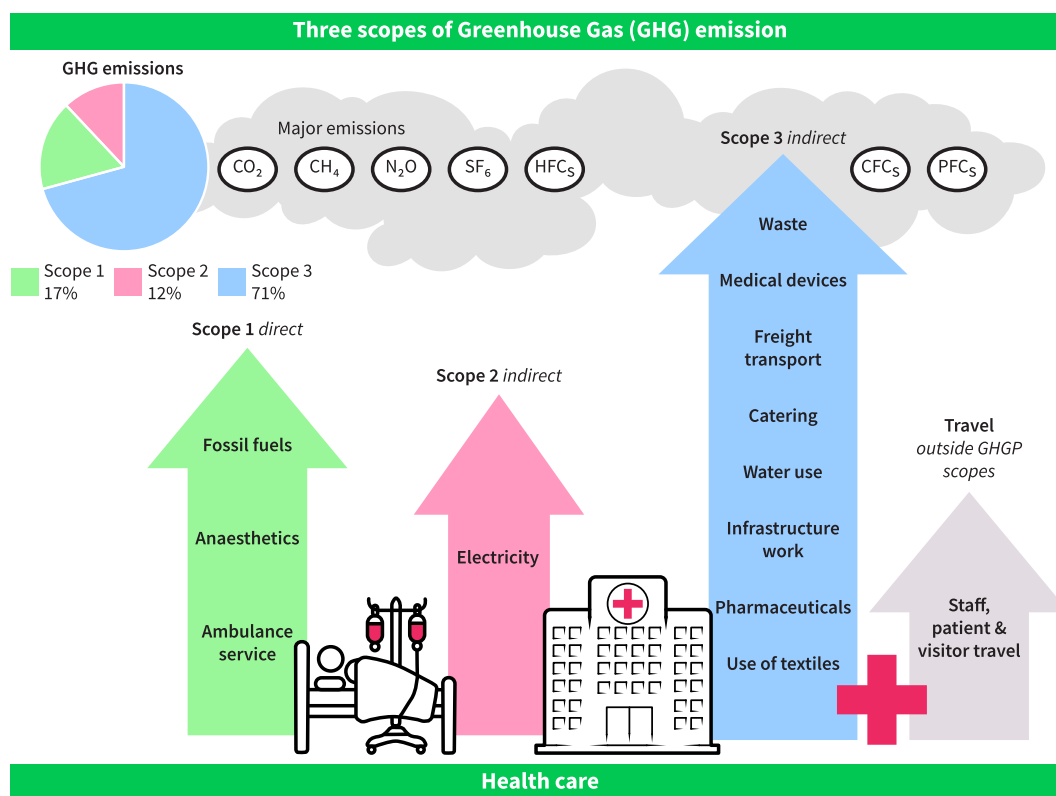 Three scopes of Greenhouse Gas (GHG) emission
GHG emissions
Major emissions
CO₂
CH₄
N₂O
SF₆
HFCs
CFCs
PFCs
Scope 1
17%
Scope 2
12%
Scope 3
71%
Scope 1 direct
Fossil fuels
Anaesthetics
Ambulance
service
Scope 2 indirect
Electricity
Scope 3 indirect
Waste
Medical devices
Freight
transport
Catering
Water use
Infrastructure
work
Pharmaceuticals
Use of textiles
Travel
outside GHGP
scopes
Staff,
patient &
visitor travel
Health care